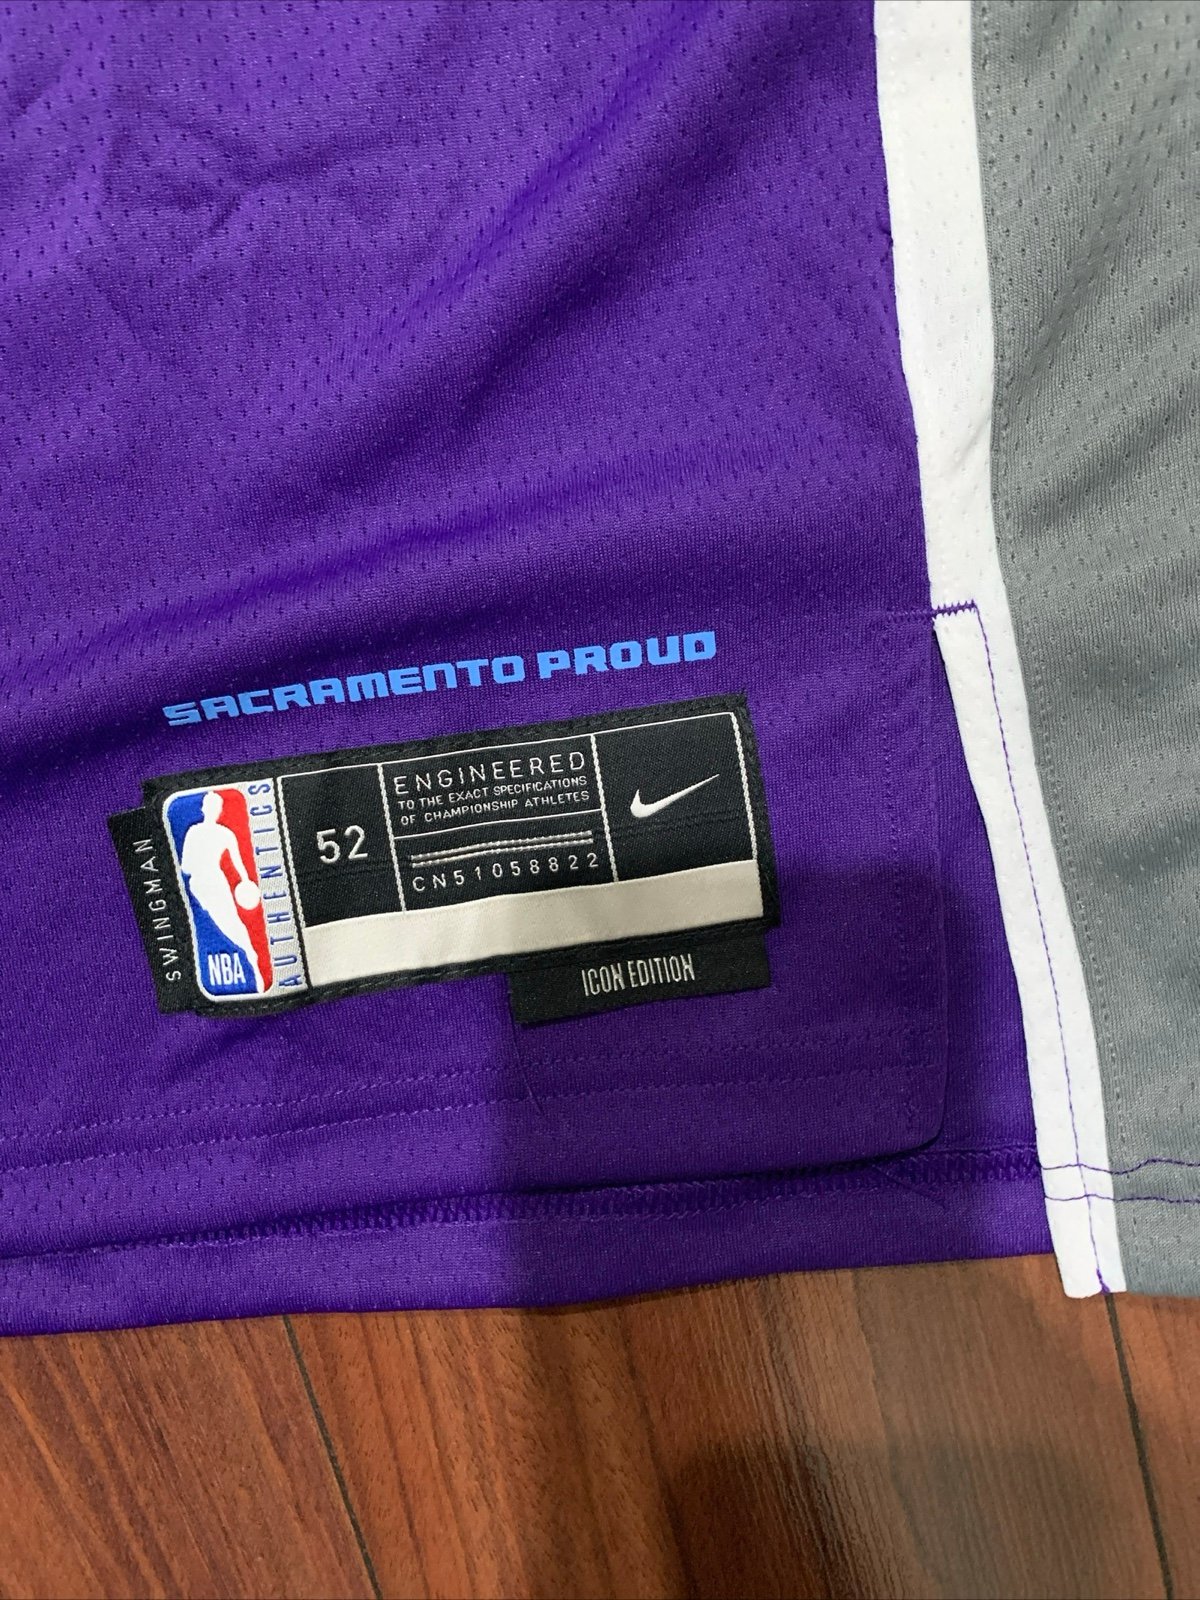 SACRAMENTO PROUD
SWINGMAN
NBA
AUTHENTICS
52
ENGINEERED
TO THE EXACT SPECIFICATIONS
OF CHAMPIONSHIP ATHLETES
CN51058822
ICON EDITION